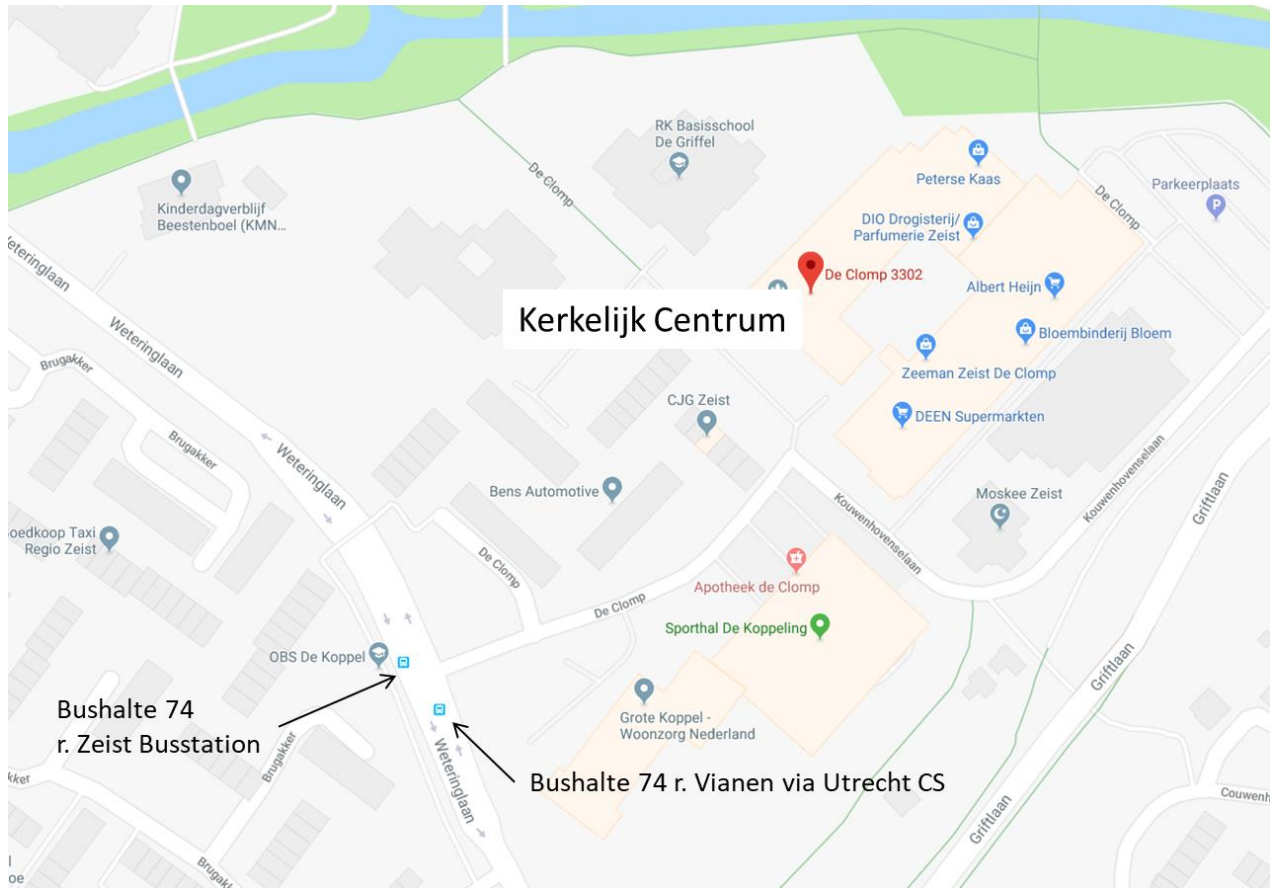 RK Basisschool
De Griffel
Peterse Kaas
De Clomp
De Clomp
Parkeerplaats
P
Kinderdagverblijf
Beestenboel (KMN...
DIO Drogisterij/
Parfumerie Zeist
Weteringlaan
De Clomp 3302
Albert Heijn
Kerkelijk Centrum
Weteringlaan
Bloembinderij Bloem
Brugakker
Zeeman Zeist De Clomp
CJG Zeist
DEEN Supermarkten
Brugakker
Weteringlaan
Bens Automotive
Kouwenhovenselaan
Moskee Zeist
Kouwenhovenselaan
Griftlaan
oedkoop Taxi
Regio Zeist
De Clomp
Apotheek de Clomp
De Clomp
Sporthal De Koppeling
OBS De Koppel
Griftlaan
Bushalte 74
r. Zeist Busstation
Grote Koppel -
Woonzorg Nederland
Brugakker
Weteringlaan
kker
Bushalte 74 r. Vianen via Utrecht CS
Griftlaan
Couwenh
l
oe